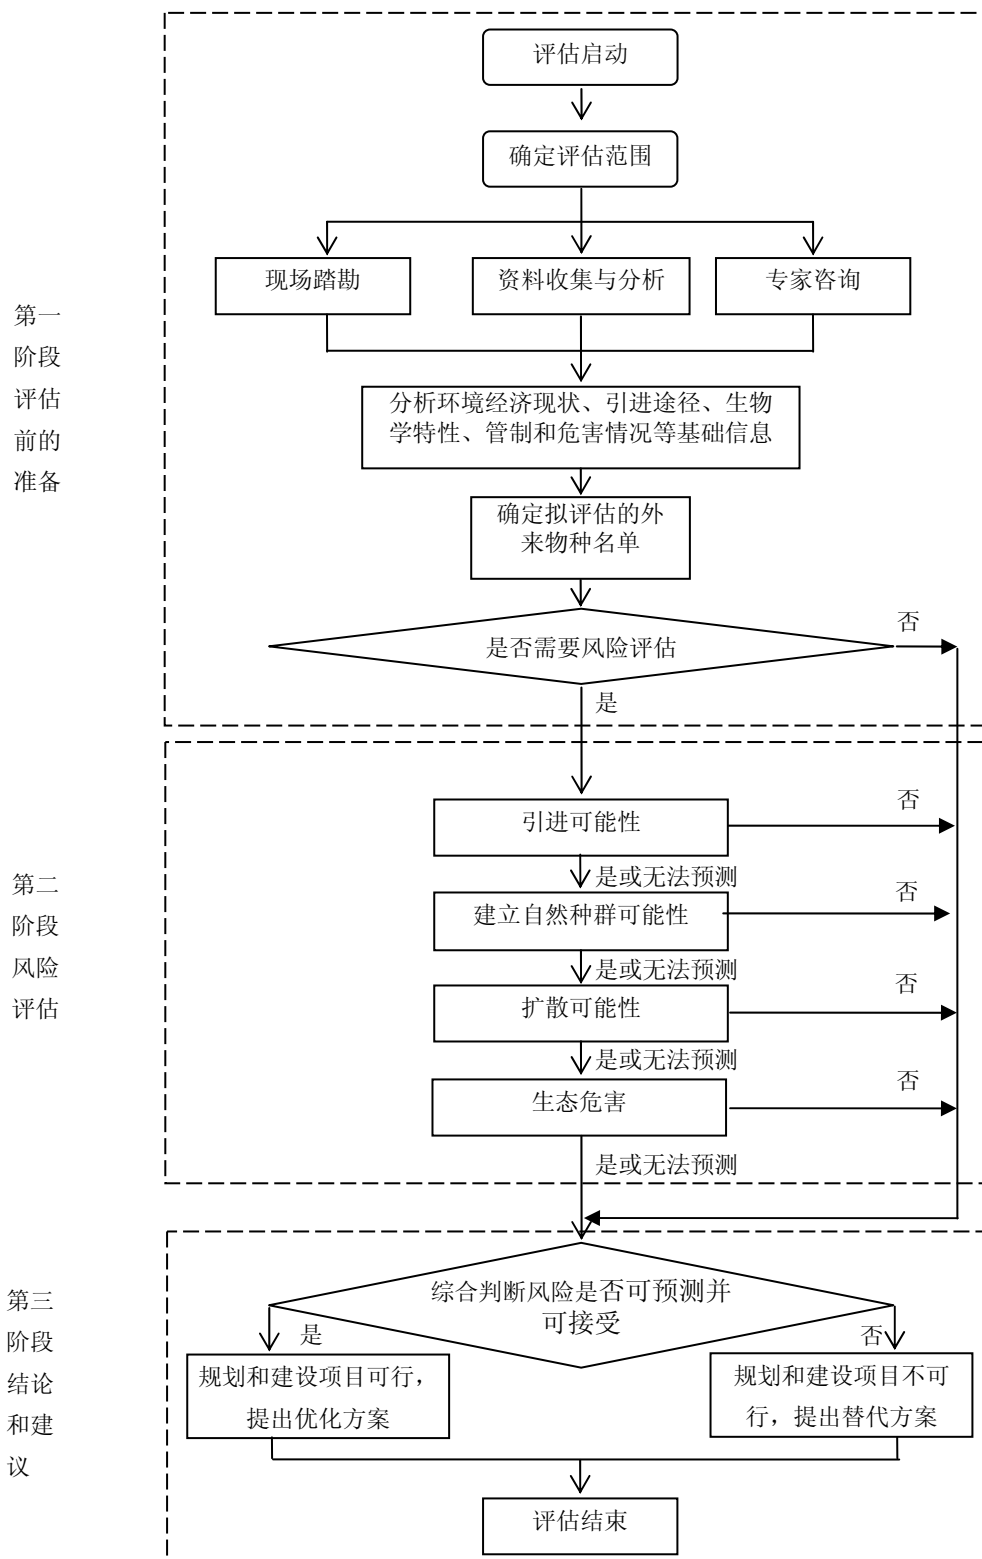 评估启动
确定评估范围
现场踏勘
资料收集与分析
专家咨询
第一
阶段
评估
前的
准备
分析环境经济现状、引进途径、生物
学特性、管制和危害情况等基础信息
确定拟评估的外
来物种名单
是否需要风险评估
否
是
第二
阶段
风险
评估
引进可能性
否
是或无法预测
建立自然种群可能性
否
是或无法预测
扩散可能性
否
是或无法预测
生态危害
否
是或无法预测
第三
阶段
结论
和建
议
综合判断风险是否可预测并
可接受
是
否
规划和建设项目可行，
提出优化方案
规划和建设项目不可
行，提出替代方案
评估结束